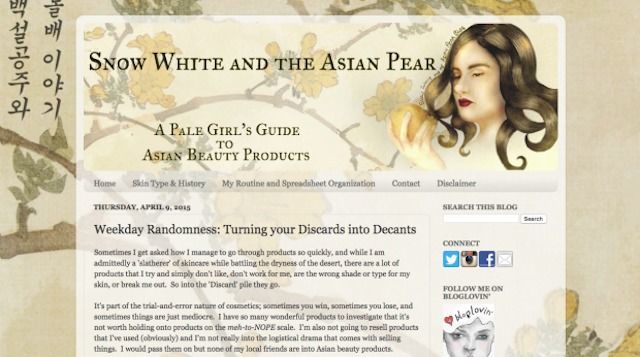 백설공주와
돌배 이야기
SNOW WHITE AND THE ASIAN PEAR
A PALE GIRL'S GUIDE
TO
ASIAN BEAUTY PRODUCTS
Home Skin Type & History My Routine and Spreadsheet Organization Contact Disclaimer
THURSDAY, APRIL 9, 2015
Weekday Randomness: Turning your Discards into Decants
Sometimes I get asked how I manage to go through products so quickly, and while I am
admittedly a 'slatherer' of skincare while battling the dryness of the desert, there are a lot of
products that I try and simply don't like, don't work for me, are the wrong shade or type for my
skin, or break me out. So into the 'Discard' pile they go.
It's part of the trial-and-error nature of cosmetics; sometimes you win, sometimes you lose, and
sometimes things are just mediocre. I have so many wonderful products to investigate that it's
not worth holding onto products on the meh-to-NOPE scale. I'm also not going to resell products
that I've used (obviously) and I'm not really into the logistical drama that comes with selling
things. I would pass them on but none of my local friends are into Asian beauty products.
SEARCH THIS BLOG
Search
CONNECT
FOLLOW ME ON
BLOGLOVIN'
bloglovin'